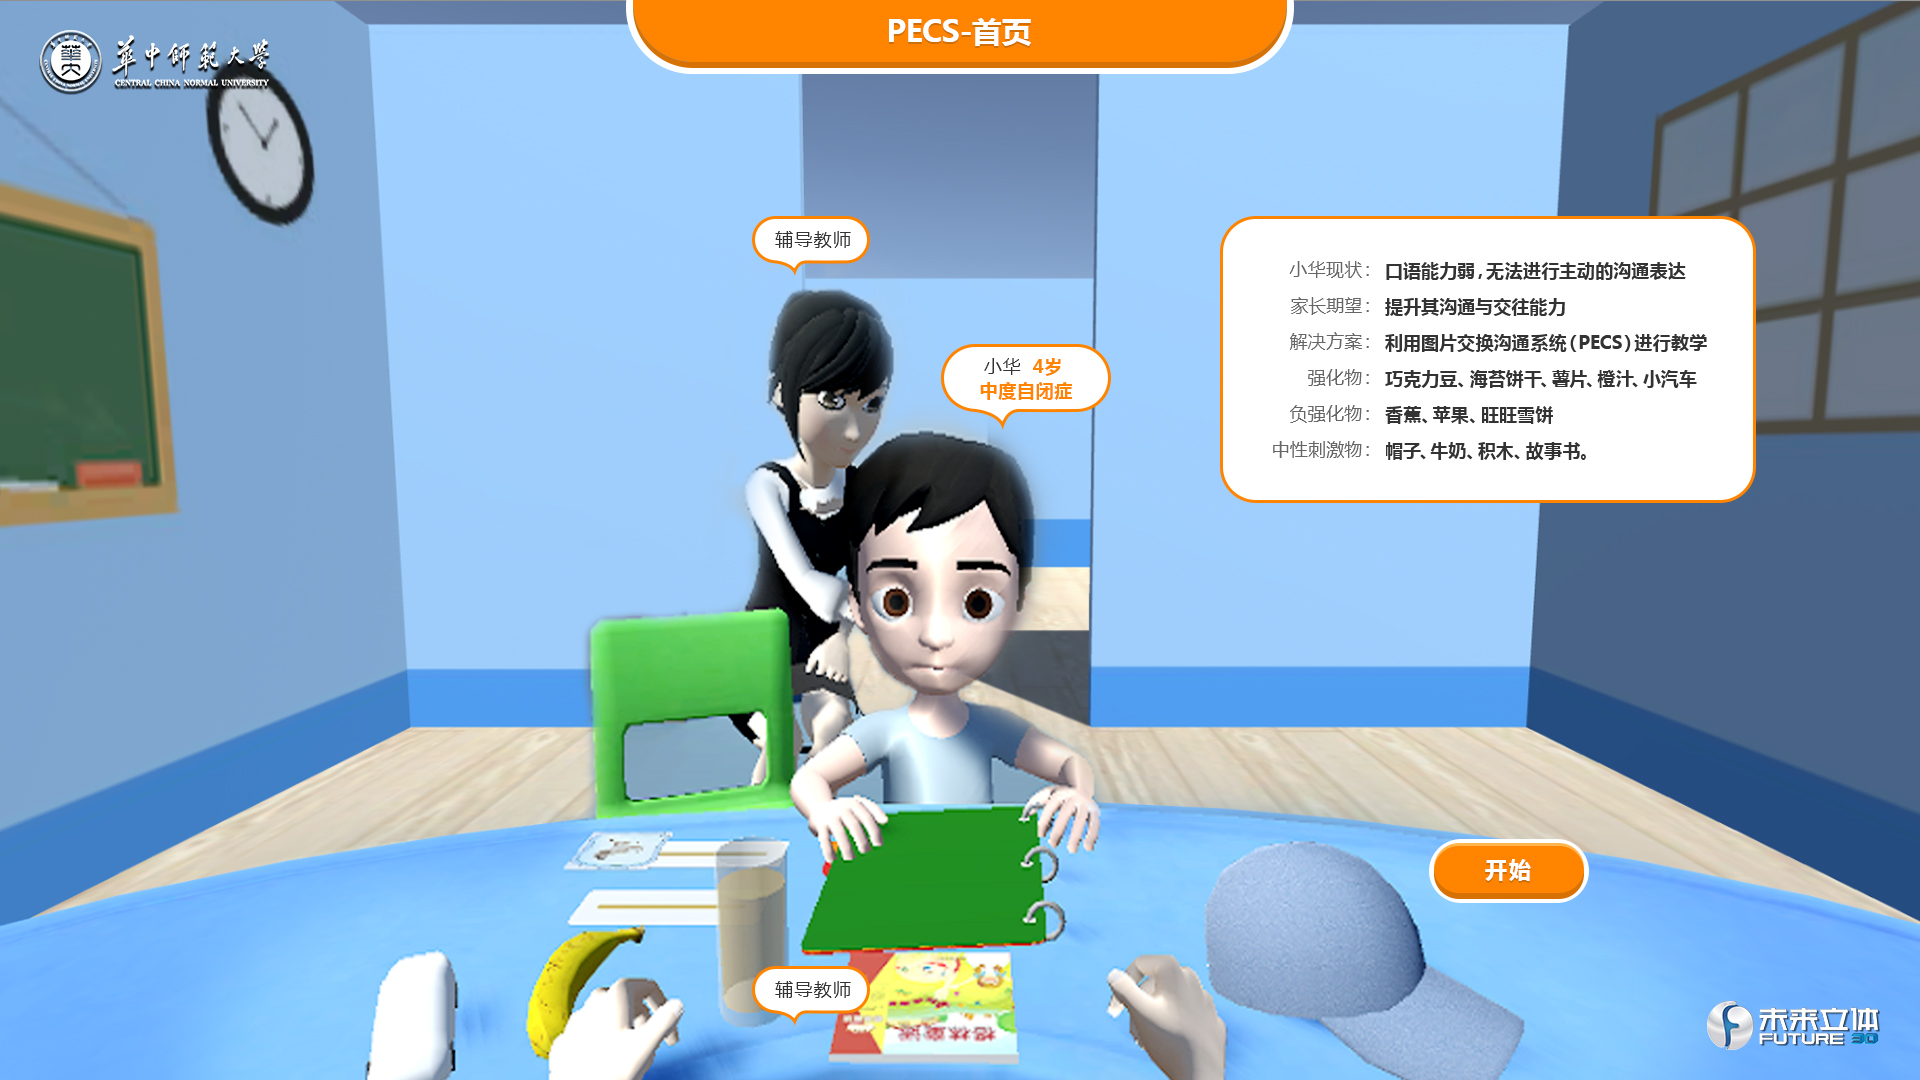 PECS-首页
華中師範大學
CENTRAL CHINA NORMAL UNIVERSITY
辅导教师
小华 4岁
中度自闭症
小华现状： 口语能力弱，无法进行主动的沟通表达
家长期望： 提升其沟通与交往能力
解决方案： 利用图片交换沟通系统（PECS）进行教学
强化物： 巧克力豆、海苔饼干、薯片、橙汁、小汽车
负强化物： 香蕉、苹果、旺旺雪饼
中性刺激物： 帽子、牛奶、积木、故事书。
开始
辅导教师
格林童话
未来立体
FUTURE 3D